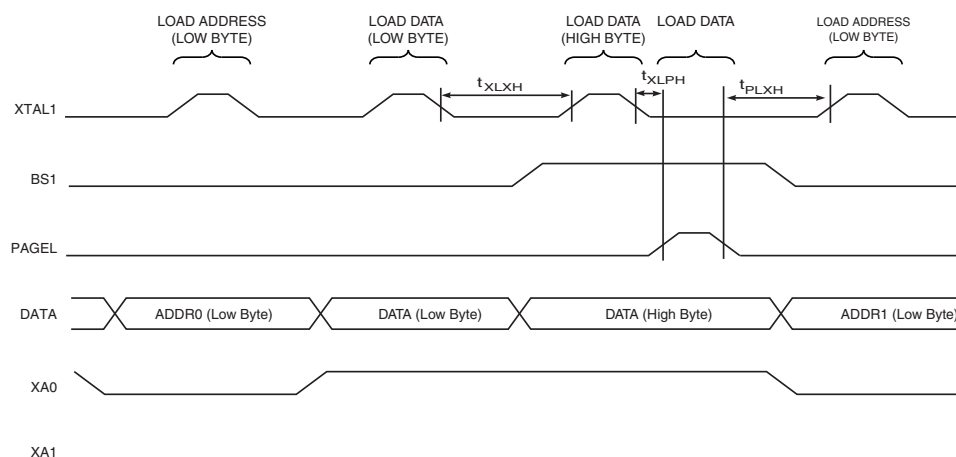 LOAD ADDRESS
(LOW BYTE)
LOAD DATA
(LOW BYTE)
LOAD DATA
(HIGH BYTE)
LOAD DATA
LOAD ADDRESS
(LOW BYTE)
tXLXH
tXLPH
tPLXH
XTAL1
BS1
PAGEL
DATA
ADDR0 (Low Byte)
DATA (Low Byte)
DATA (High Byte)
ADDR1 (Low Byte)
XA0
XA1